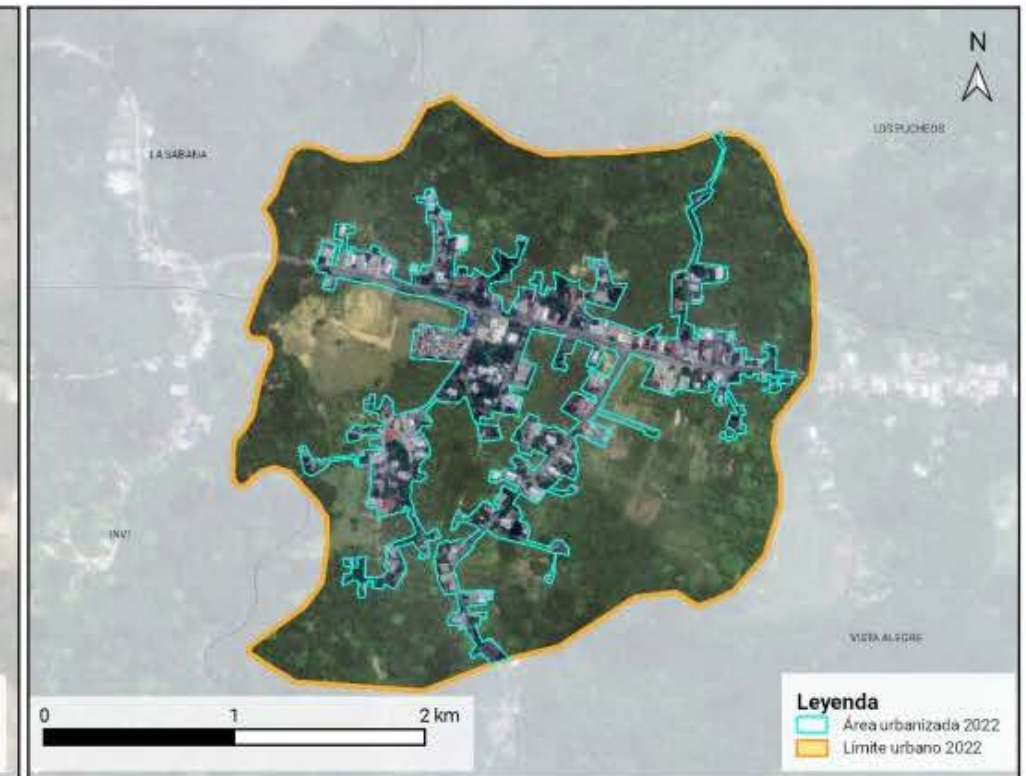 N
LOS PUCHEOS
LA SABANA
INVI
VISTA ALEGRE
Leyenda
Área urbanizada 2022
Límite urbano 2022
0 1 2 km